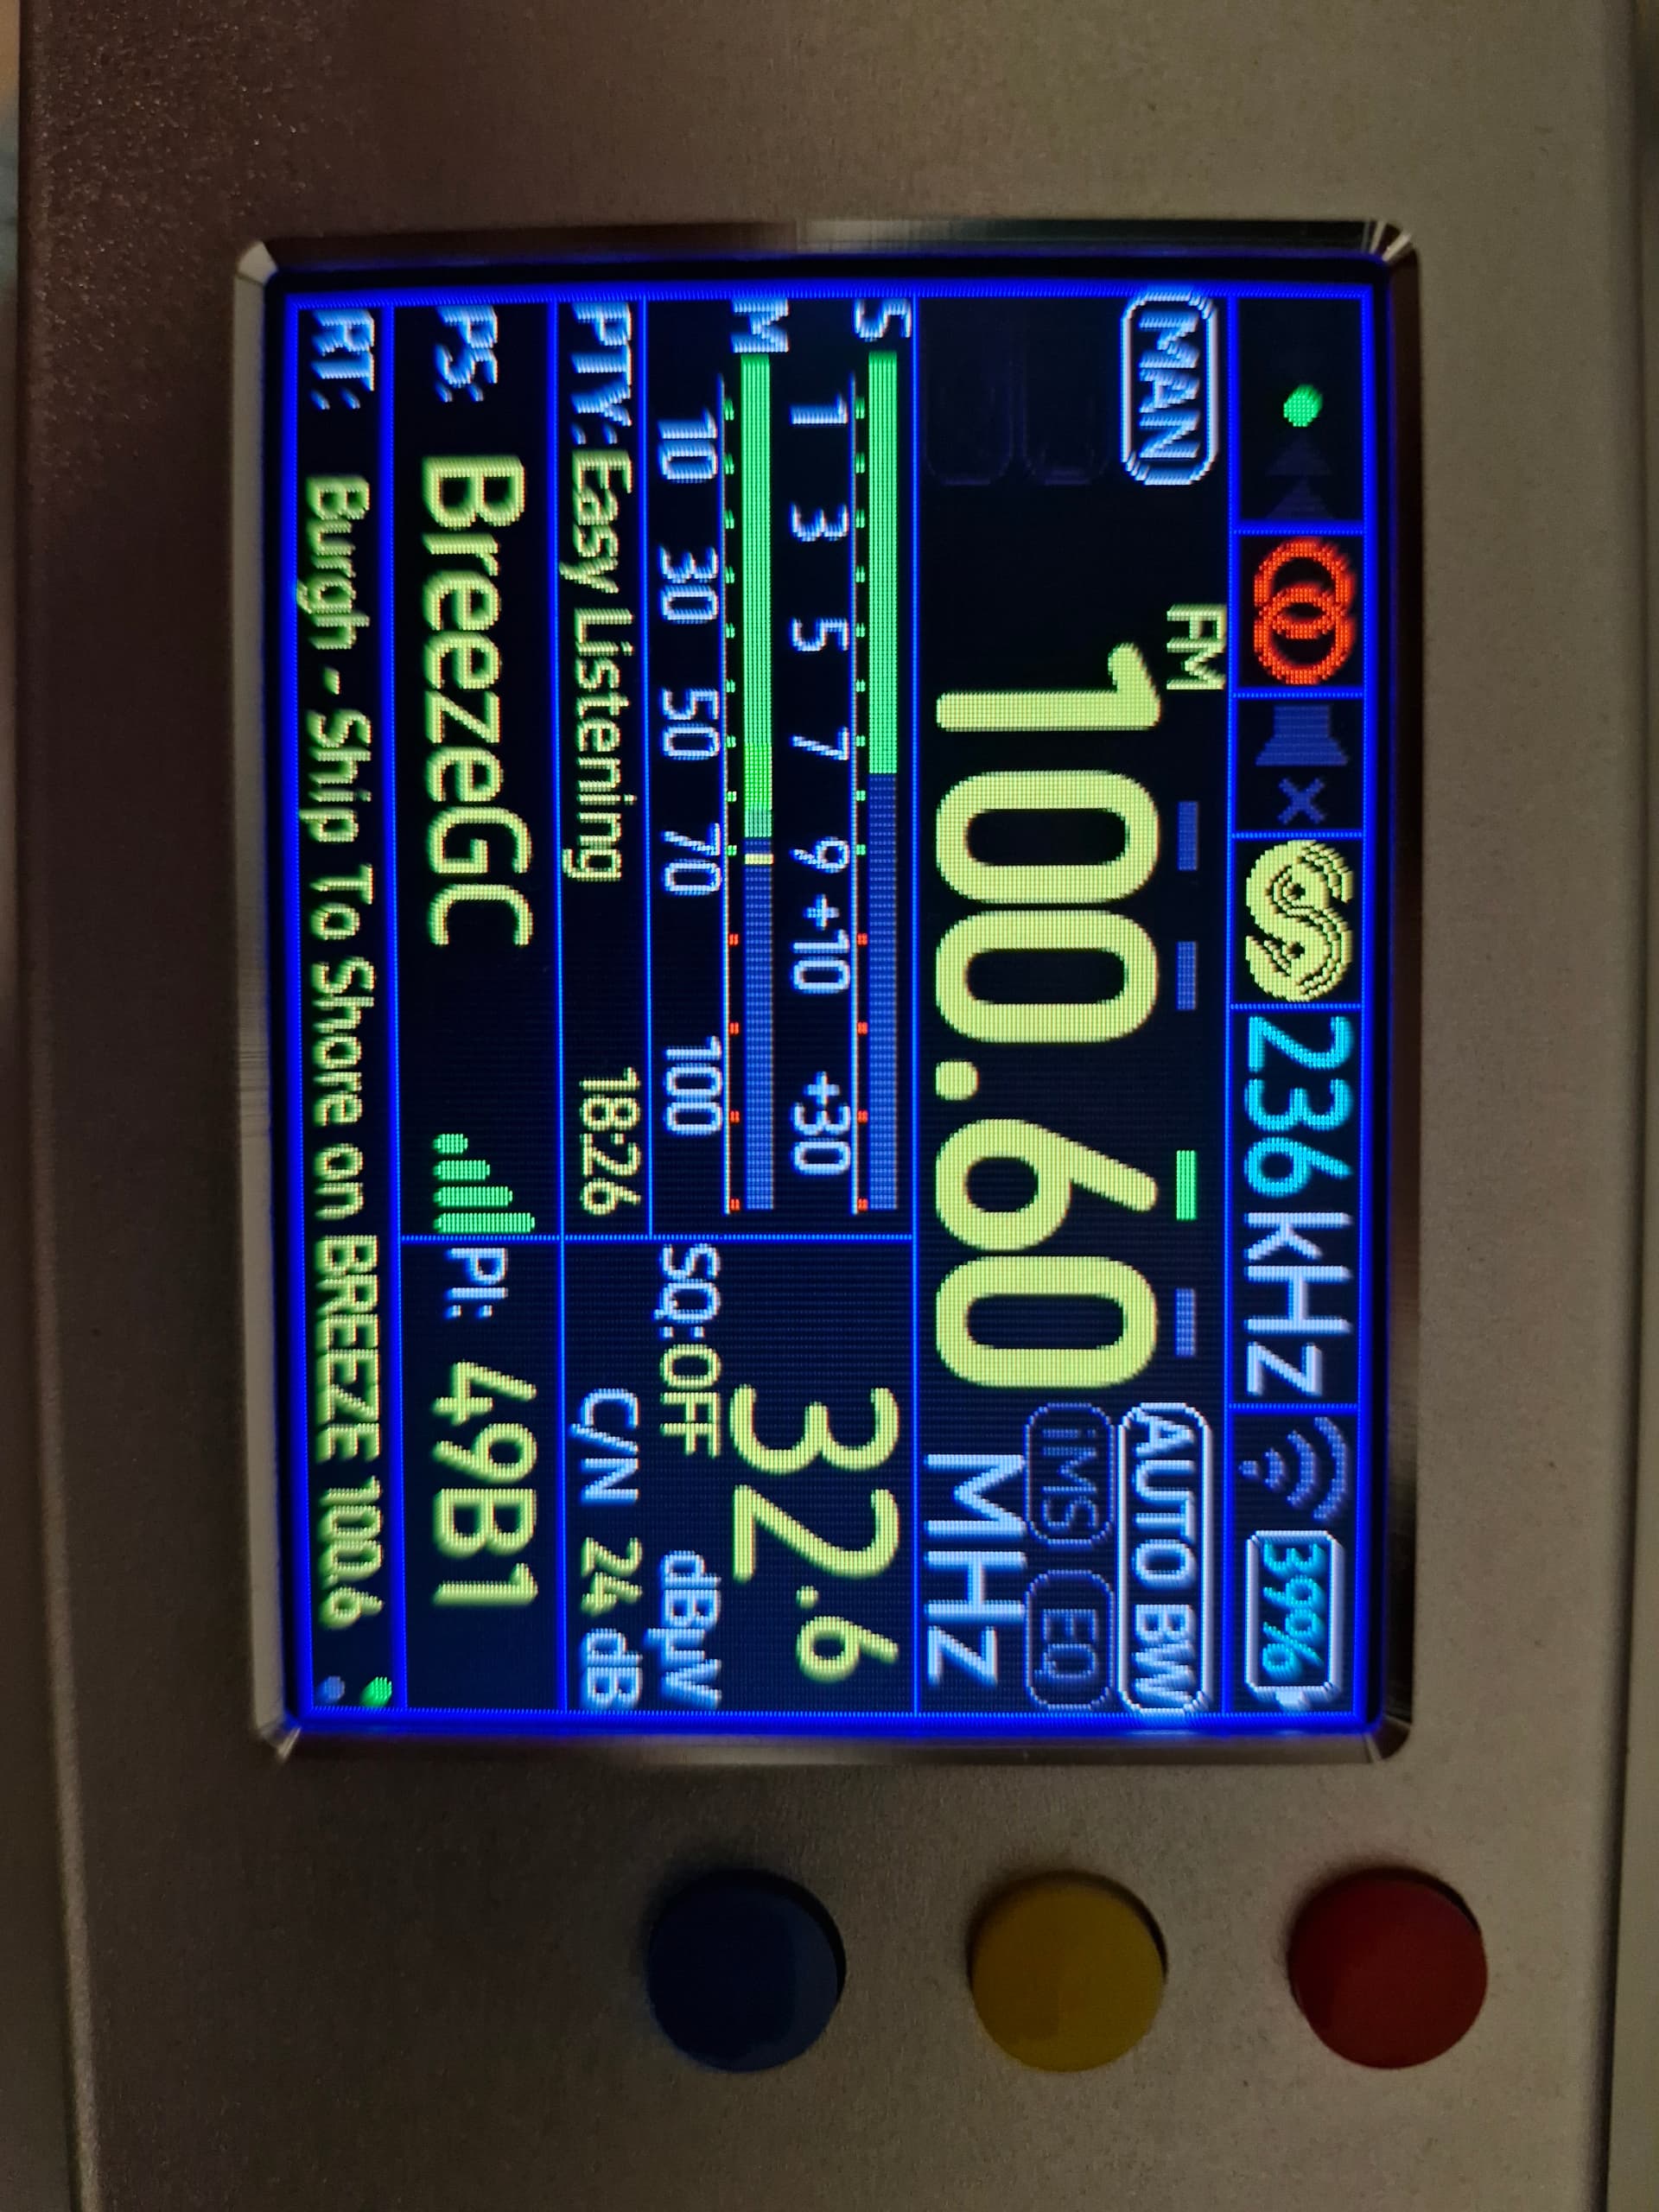 236 KHz 39%
MAN FM AUTO BW
iMS EQ
100.60 MHz
S 1 3 5 7 9 +10 +30
M 10 30 50 70 100
32.6
SQ:OFF dBµV
PTY: Easy Listening 18:26 C/N 24 dB
PS: BreezeGC PI: 49B1
RT: Burgh - Ship To Shore on BREEZE 100.6